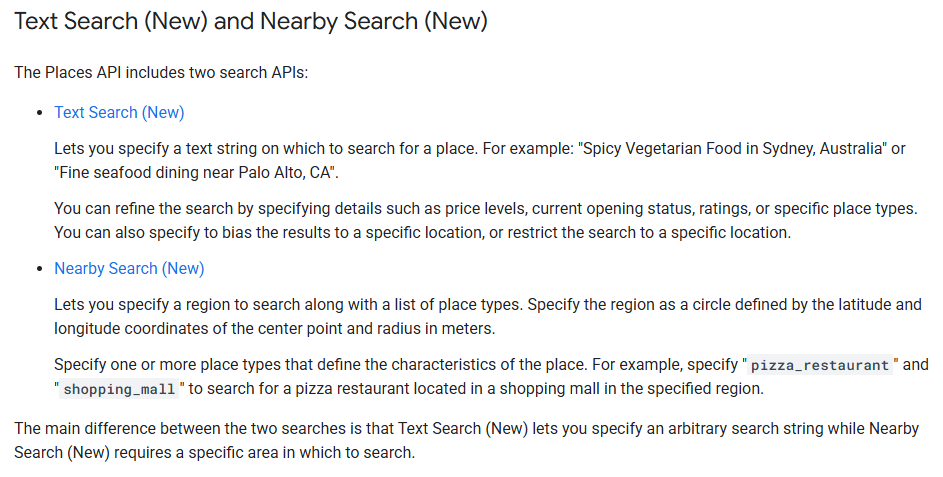 Text Search (New) and Nearby Search (New)
The Places API includes two search APIs:
• Text Search (New)
Lets you specify a text string on which to search for a place. For example: "Spicy Vegetarian Food in Sydney, Australia" or
"Fine seafood dining near Palo Alto, CA".
You can refine the search by specifying details such as price levels, current opening status, ratings, or specific place types.
You can also specify to bias the results to a specific location, or restrict the search to a specific location.
• Nearby Search (New)
Lets you specify a region to search along with a list of place types. Specify the region as a circle defined by the latitude and
longitude coordinates of the center point and radius in meters.
Specify one or more place types that define the characteristics of the place. For example, specify "pizza_restaurant" and
"shopping_mall" to search for a pizza restaurant located in a shopping mall in the specified region.
The main difference between the two searches is that Text Search (New) lets you specify an arbitrary search string while Nearby
Search (New) requires a specific area in which to search.